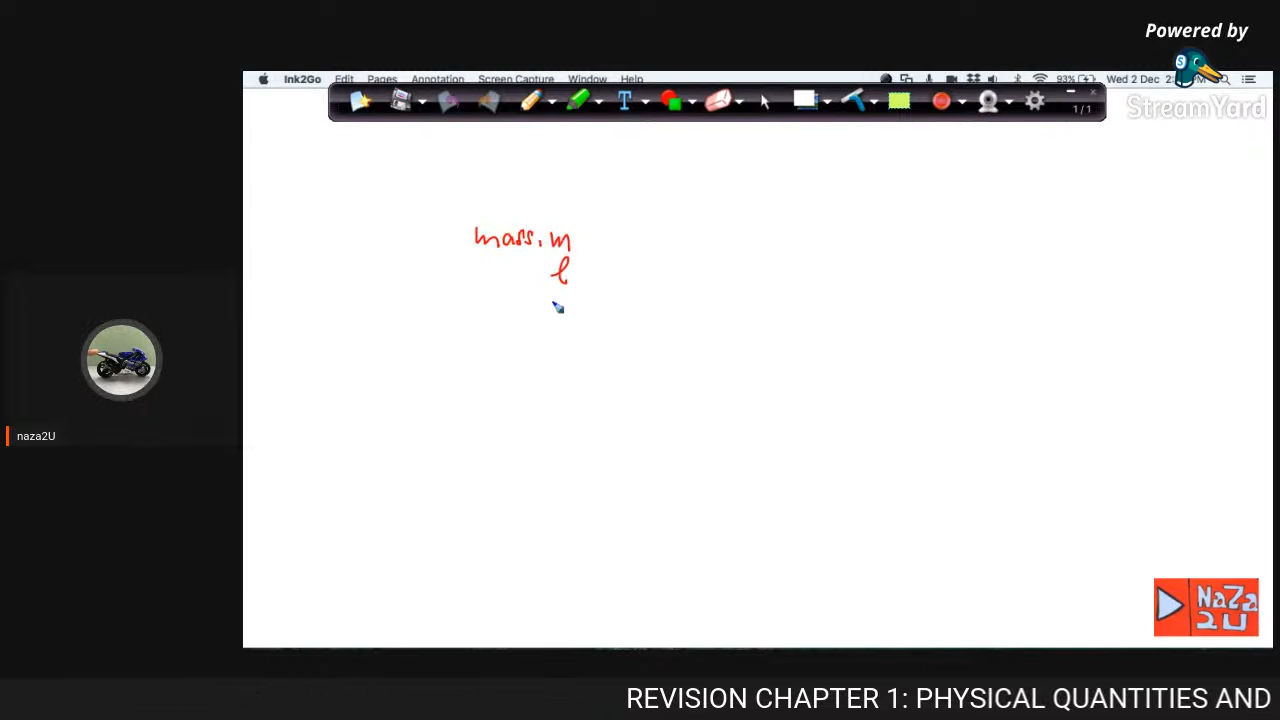 Powered by
StreamYard
Ink2Go Edit Pages Annotation Screen Capture Window Help 93% Wed 2 Dec
1/1
mass, m
l
naza2U
NaZa
2U
REVISION CHAPTER 1: PHYSICAL QUANTITIES AND